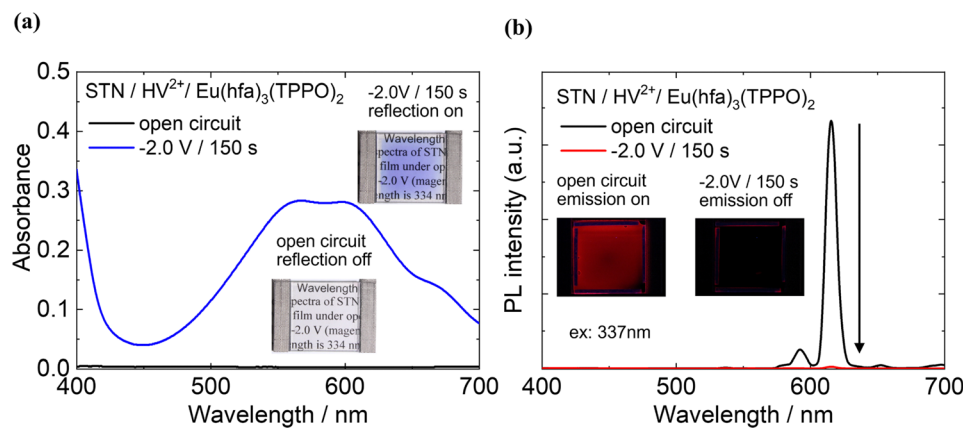 (a)
STN / HV²⁺/ Eu(hfa)₃(TPPO)₂
open circuit
-2.0 V / 150 s
-2.0V / 150 s
reflection on
Wavelength
pectra of STN
film under op
-2.0 V (mager
ength is 334 nr
open circuit
reflection off
Wavelength
pectra of STN
film under op
-2.0 V (mager
ngth is 334 nr
Absorbance
0.5
0.4
0.3
0.2
0.1
0.0
400
500
600
700
Wavelength / nm
(b)
STN / HV²⁺/ Eu(hfa)₃(TPPO)₂
open circuit
-2.0 V / 150 s
open circuit
emission on
-2.0V / 150 s
emission off
ex: 337nm
PL intensity (a.u.)
400
500
600
700
Wavelength / nm